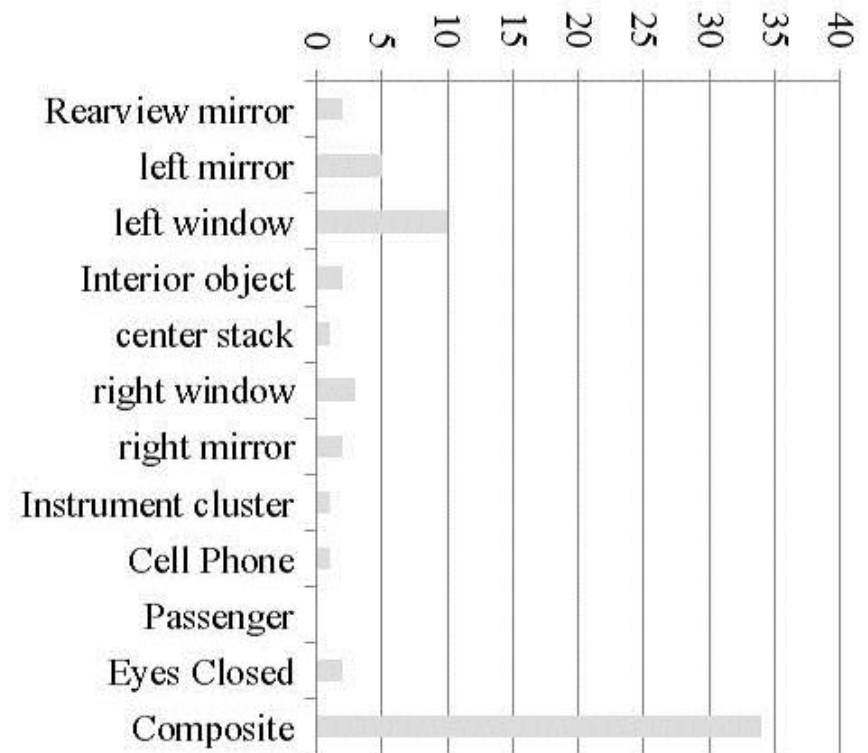 0 5 10 15 20 25 30 35 40
Rearview mirror
left mirror
left window
Interior object
center stack
right window
right mirror
Instrument cluster
Cell Phone
Passenger
Eyes Closed
Composite